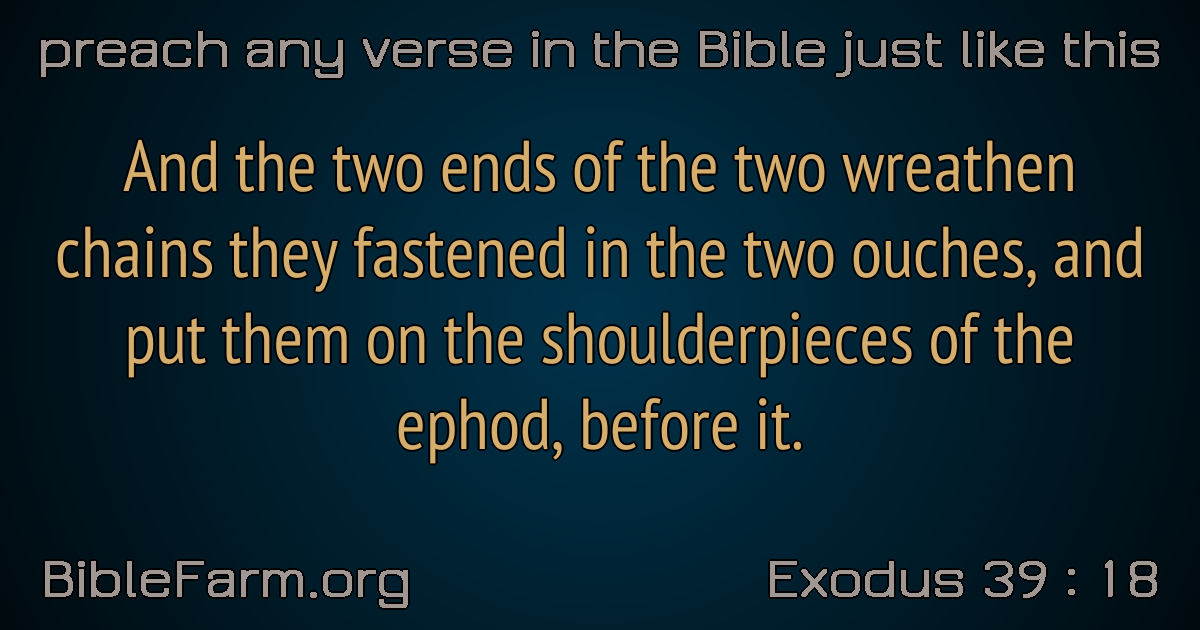 preach any verse in the Bible just like this
And the two ends of the two wreathen
chains they fastened in the two ouches, and
put them on the shoulderpieces of the
ephod, before it.
BibleFarm.org
Exodus 39 : 18